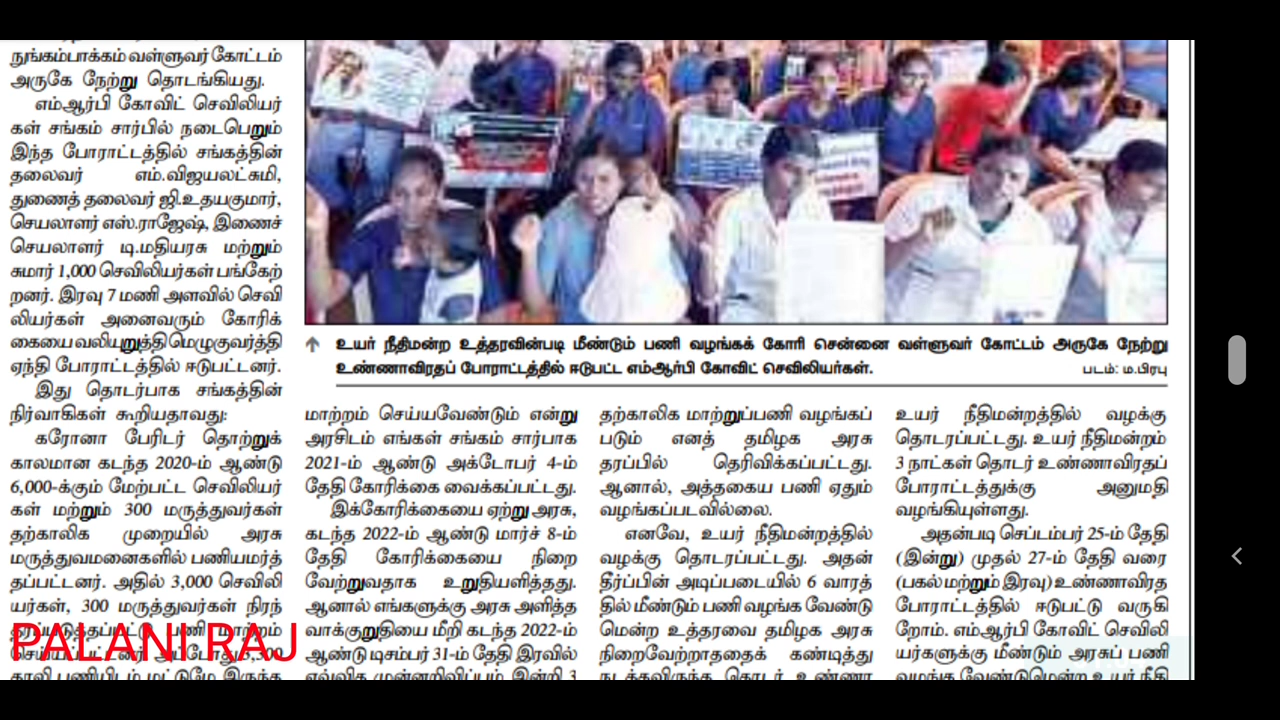 நுங்கம்பாக்கம் வள்ளுவர் கோட்டம்
அருகே நேற்று தொடங்கியது.
எம்ஆர்பி கோவிட் செவிலியர்
கள் சங்கம் சார்பில் நடைபெறும்
இந்த போராட்டத்தில் சங்கத்தின்
தலைவர் எம்.விஜயலட்சுமி,
துணைத் தலைவர் ஜி.உதயகுமார்,
செயலாளர் எஸ்.ராஜேஷ், இணைச்
செயலாளர் டி.மதியரசு மற்றும்
சுமார் 1,000 செவிலியர்கள் பங்கேற்
றனர். இரவு 7 மணி அளவில் செவி
லியர்கள் அனைவரும் கோரிக்
கையை வலியுறுத்தி மெழுகுவர்த்தி
ஏந்தி போராட்டத்தில் ஈடுபட்டனர்.
இது தொடர்பாக சங்கத்தின்
நிர்வாகிகள் கூறியதாவது:
கரோனா பேரிடர் தொற்றுக்
காலமான கடந்த 2020-ம் ஆண்டு
6,000-க்கும் மேற்பட்ட செவிலியர்
கள் மற்றும் 300 மருத்துவர்கள்
தற்காலிக முறையில் அரசு
மருத்துவமனைகளில் பணியமர்த்
தப்பட்டனர். அதில் 3,000 செவிலி
யர்கள், 300 மருத்துவர்கள் நிரந்
PALANI RAJ
உயர் நீதிமன்ற உத்தரவின்படி மீண்டும் பணி வழங்கக் கோரி சென்னை வள்ளுவர் கோட்டம் அருகே நேற்று
உண்ணாவிரதப் போராட்டத்தில் ஈடுபட்ட எம்ஆர்பி கோவிட் செவிலியர்கள்.
படம்: ம.பிரபு
மாற்றம் செய்யவேண்டும் என்று
அரசிடம் எங்கள் சங்கம் சார்பாக
2021-ம் ஆண்டு அக்டோபர் 4-ம்
தேதி கோரிக்கை வைக்கப்பட்டது.
இக்கோரிக்கையை ஏற்று அரசு,
கடந்த 2022-ம் ஆண்டு மார்ச் 8-ம்
தேதி கோரிக்கையை நிறை
வேற்றுவதாக உறுதியளித்தது.
ஆனால் எங்களுக்கு அரசு அளித்த
வாக்குறுதியை மீறி கடந்த 2022-ம்
ஆண்டு டிசம்பர் 31-ம் தேதி இரவில்
எவ்வித முன்னறிவிப்பும் இன்றி 3
தற்காலிக மாற்றுப்பணி வழங்கப்
படும் எனத் தமிழக அரசு
தரப்பில் தெரிவிக்கப்பட்டது.
ஆனால், அத்தகைய பணி ஏதும்
வழங்கப்படவில்லை.
எனவே, உயர் நீதிமன்றத்தில்
வழக்கு தொடரப்பட்டது. அதன்
தீர்ப்பின் அடிப்படையில் 6 வாரத்
தில் மீண்டும் பணி வழங்க வேண்டு
மென்ற உத்தரவை தமிழக அரசு
நிறைவேற்றாததைக் கண்டித்து
நடக்கவிருந்த தொடர் உண்ணா
உயர் நீதிமன்றத்தில் வழக்கு
தொடரப்பட்டது. உயர் நீதிமன்றம்
3 நாட்கள் தொடர் உண்ணாவிரதப்
போராட்டத்துக்கு அனுமதி
வழங்கியுள்ளது.
அதன்படி செப்டம்பர் 25-ம் தேதி
(இன்று) முதல் 27-ம் தேதி வரை
(பகல் மற்றும் இரவு) உண்ணாவிரத
போராட்டத்தில் ஈடுபட்டு வருகி
றோம். எம்ஆர்பி கோவிட் செவிலி
யர்களுக்கு மீண்டும் அரசுப் பணி
வழங்க வேண்டுமென்ற உயர் நீதி